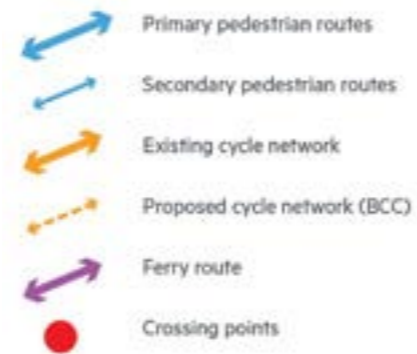 Primary pedestrian routes
Secondary pedestrian routes
Existing cycle network
Proposed cycle network (BCC)
Ferry route
Crossing points